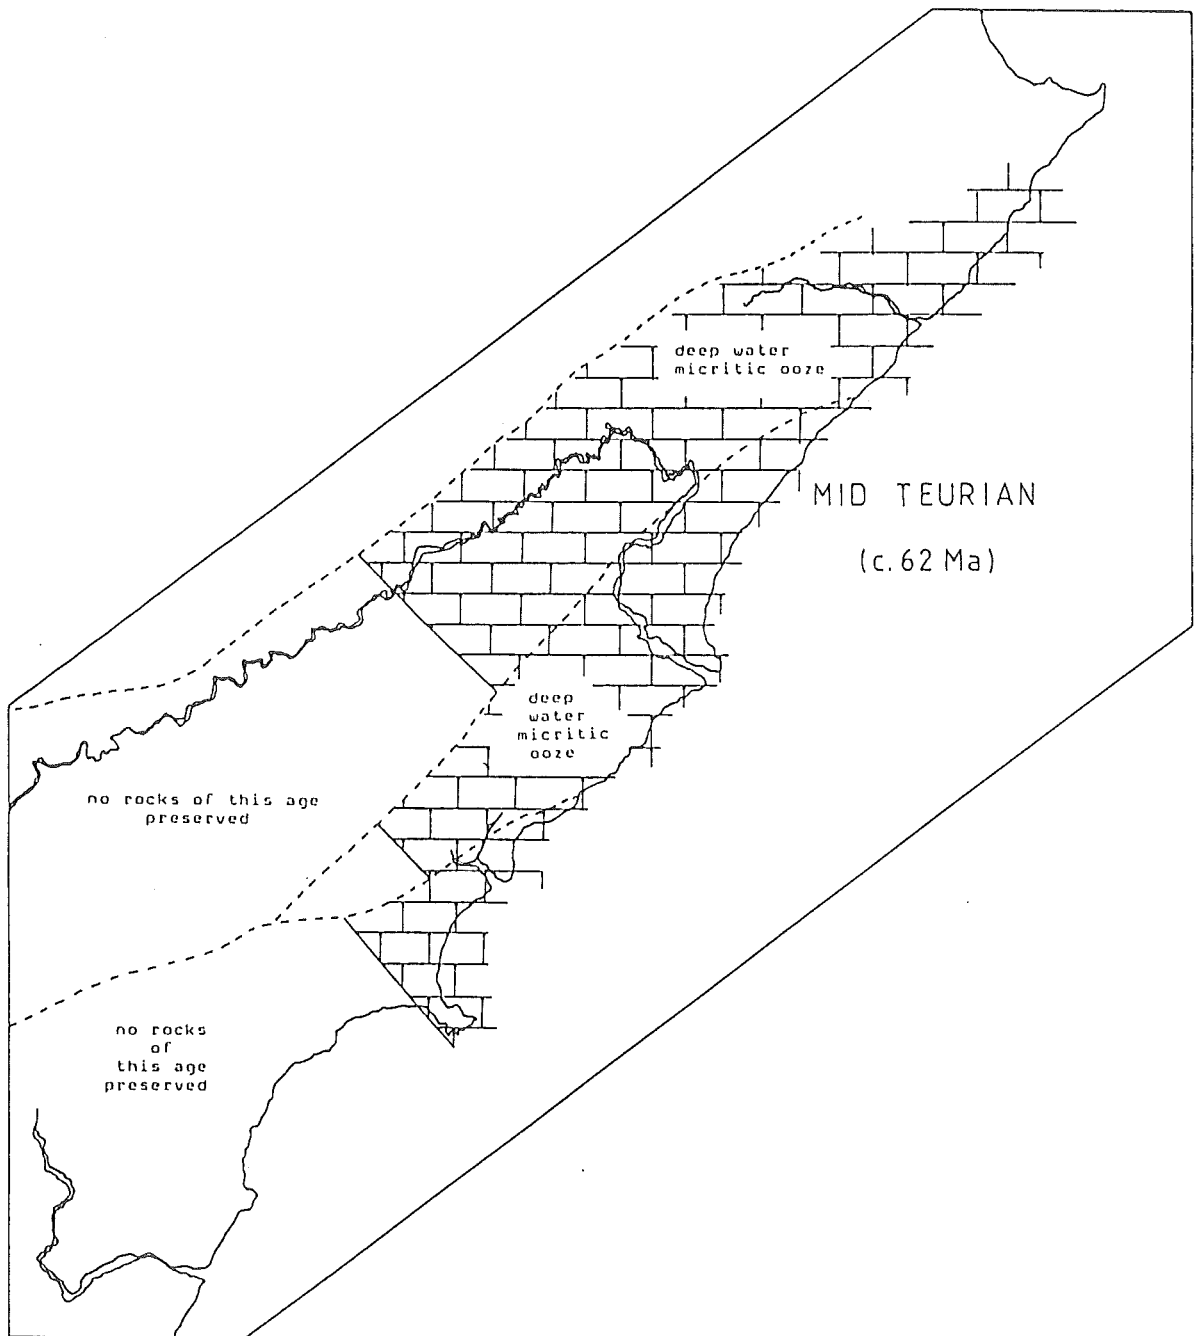 deep water
micritic ooze
MID TEURIAN
(c. 62 Ma)
deep
water
micritic
ooze
no rocks of this age
preserved
no rocks
of
this age
preserved